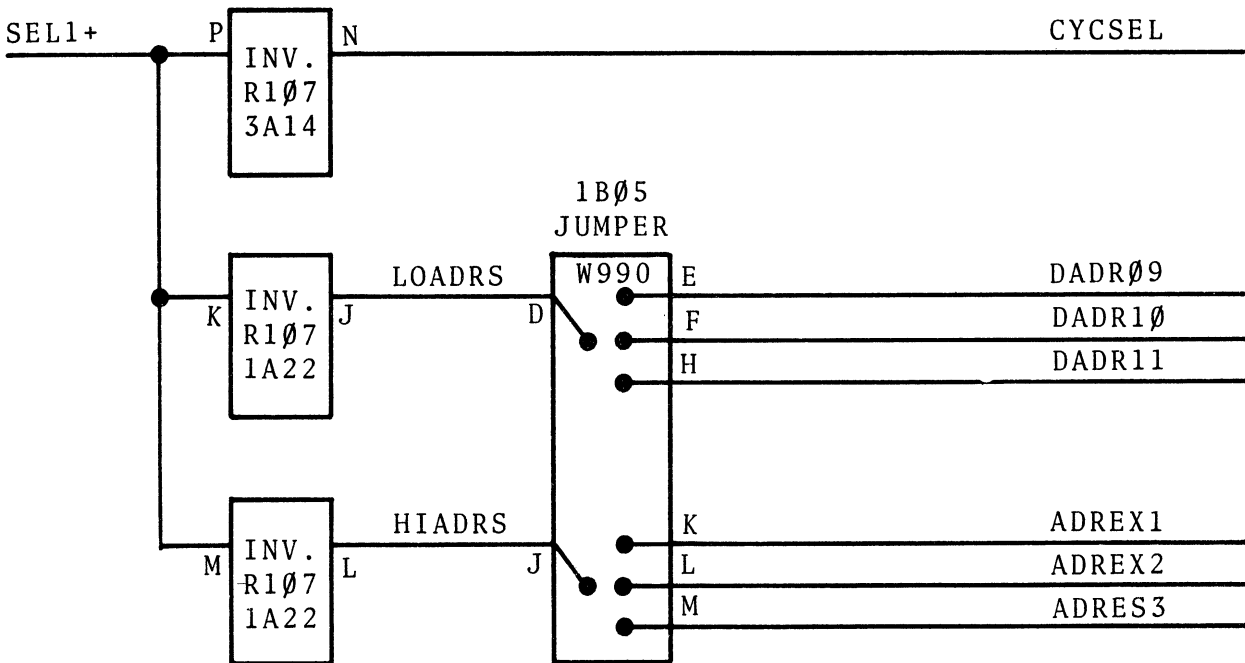 SEL1+
P
N
CYCSEL
INV.
R1Ø7
3A14
1BØ5
JUMPER
W990
K
INV.
R1Ø7
1A22
J
LOADRS
D
E
DADRØ9
F
DADR1Ø
H
DADR11
M
INV.
R1Ø7
1A22
L
HIADRS
J
K
ADREX1
L
ADREX2
M
ADRES3